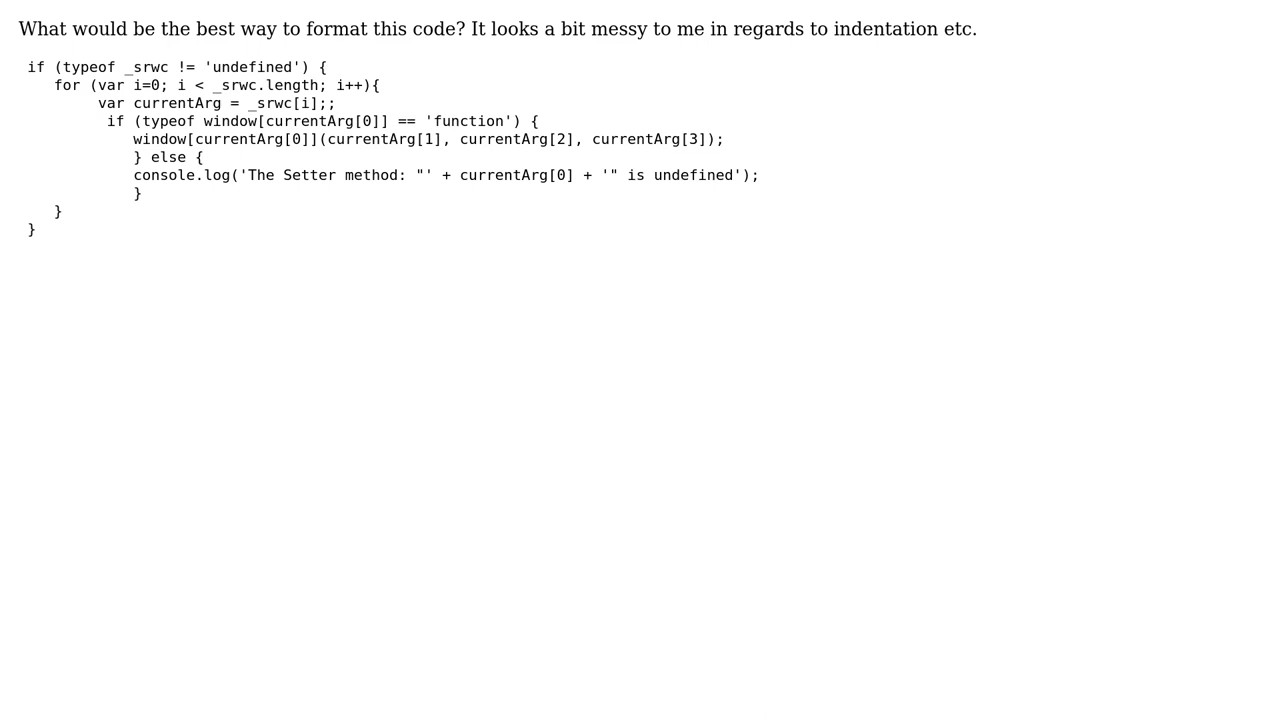 What would be the best way to format this code? It looks a bit messy to me in regards to indentation etc.
if (typeof _srwc != 'undefined') {
   for (var i=0; i < _srwc.length; i++){
        var currentArg = _srwc[i];;
         if (typeof window[currentArg[0]] == 'function') {
            window[currentArg[0]](currentArg[1], currentArg[2], currentArg[3]);
            } else {
            console.log('The Setter method: "' + currentArg[0] + '" is undefined');
            }
   }
}